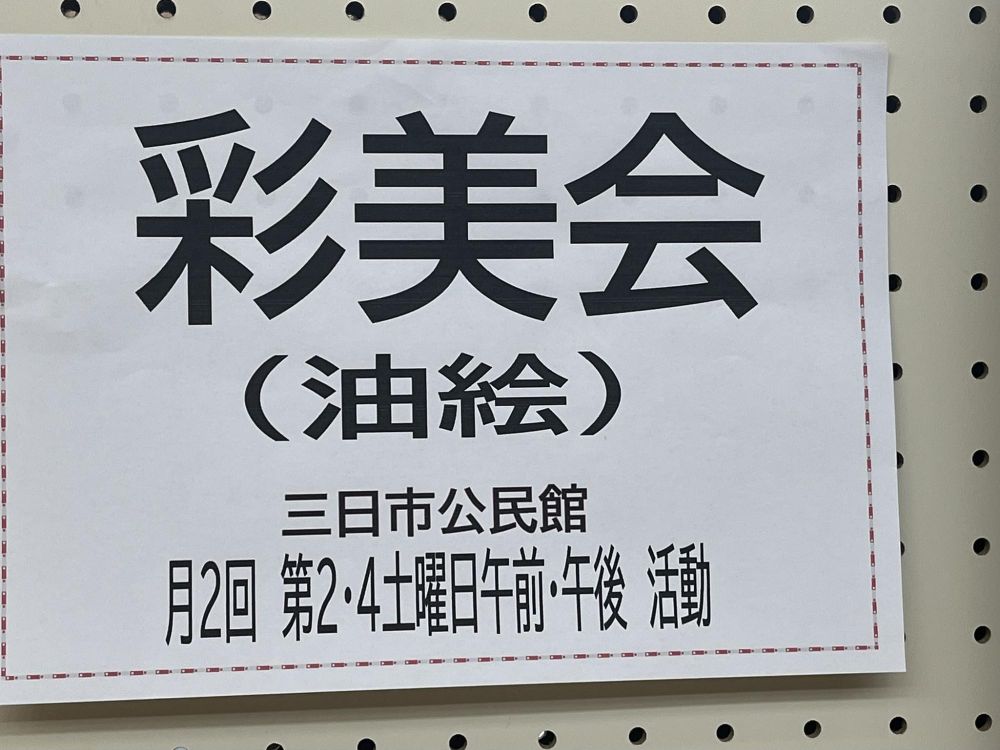 彩美会
（油絵）
三日市公民館
月2回 第2・4土曜日午前・午後 活動